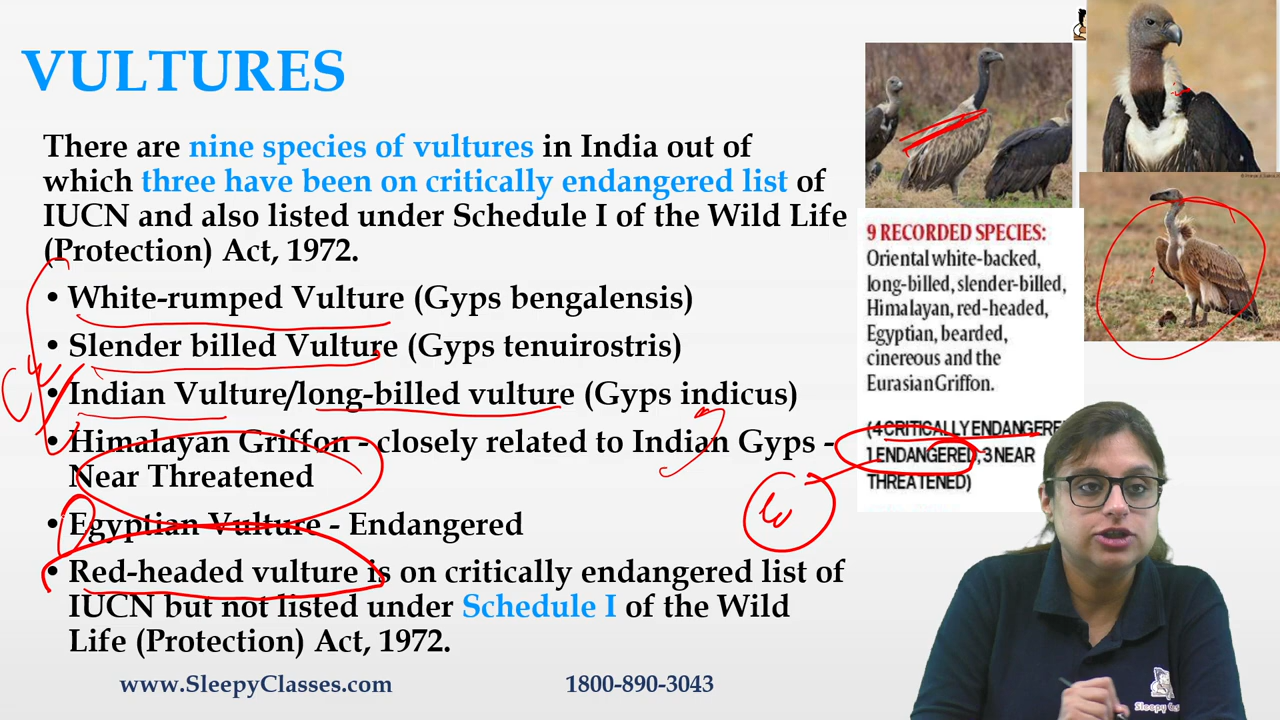 VULTURES
There are nine species of vultures in India out of
which three have been on critically endangered list of
IUCN and also listed under Schedule I of the Wild Life
(Protection) Act, 1972.
• White-rumped Vulture (Gyps bengalensis)
• Slender billed Vulture (Gyps tenuirostris)
• Indian Vulture/long-billed vulture (Gyps indicus)
• Himalayan Griffon - closely related to Indian Gyps -
Near Threatened
• Egyptian Vulture - Endangered
• Red-headed vulture is on critically endangered list of
IUCN but not listed under Schedule I of the Wild
Life (Protection) Act, 1972.
9 RECORDED SPECIES:
Oriental white-backed,
long-billed, slender-billed,
Himalayan, red-headed,
Egyptian, bearded,
cinereous and the
Eurasian Griffon.
(4 CRITICALLY ENDANGERE
1 ENDANGERED, 3 NEAR
THREATENED)
www.SleepyClasses.com
1800-890-3043